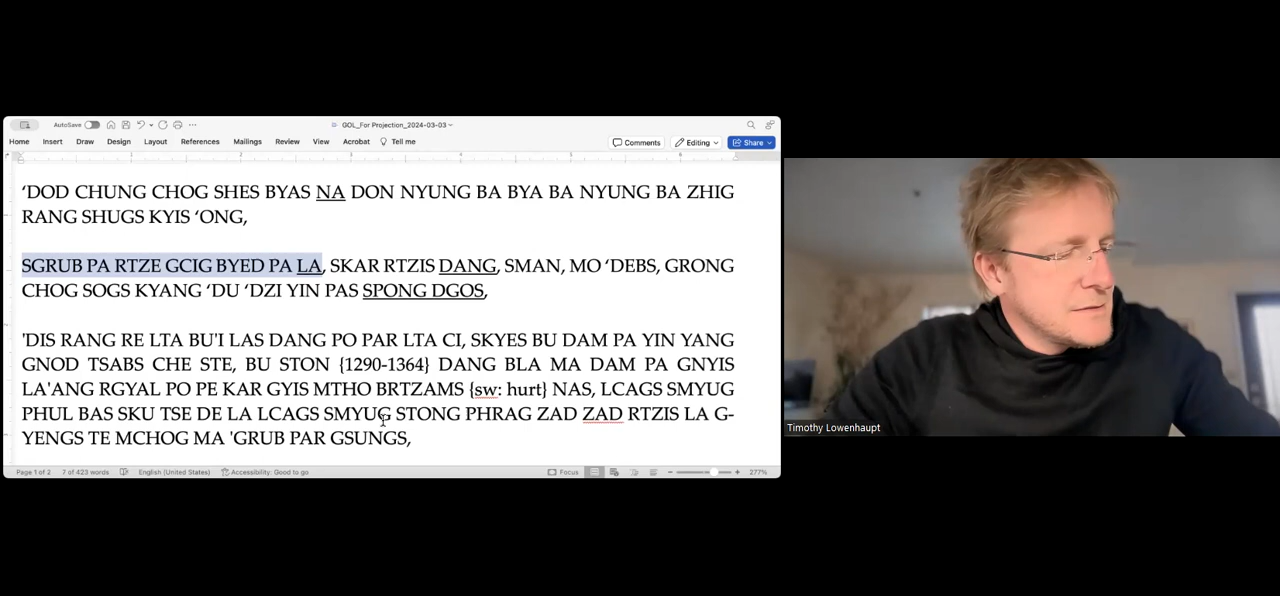 AutoSave
GOL_For Projection_2024-03-03
Home Insert Draw Design Layout References Mailings Review View Acrobat Tell me Comments Editing Share
‘DOD CHUNG CHOG SHES BYAS NA DON NYUNG BA BYA BA NYUNG BA ZHIG
RANG SHUGS KYIS ‘ONG,
SGRUB PA RTZE GCIG BYED PA LA, SKAR RTZIS DANG, SMAN, MO ‘DEBS, GRONG
CHOG SOGS KYANG ‘DU ‘DZI YIN PAS SPONG DGOS,
'DIS RANG RE LTA BU'I LAS DANG PO PAR LTA CI, SKYES BU DAM PA YIN YANG
GNOD TSABS CHE STE, BU STON {1290-1364} DANG BLA MA DAM PA GNYIS
LA'ANG RGYAL PO PE KAR GYIS MTHO BRTZAMS {sw: hurt} NAS, LCAGS SMYUG
PHUL BAS SKU TSE DE LA LCAGS SMYUG STONG PHRAG ZAD ZAD RTZIS LA G-
YENGS TE MCHOG MA 'GRUB PAR GSUNGS,
Page 1 of 2 7 of 423 words English (United States) Accessibility: Good to go Focus 277%
Timothy Lowenhaupt